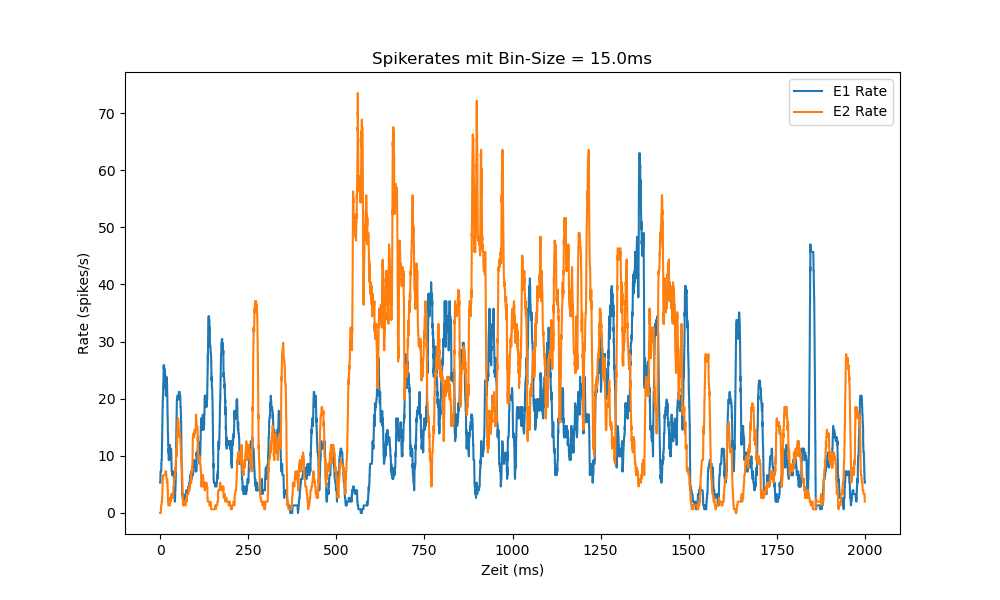 Spikerates mit Bin-Size = 15.0ms
E1 Rate
E2 Rate
Rate (spikes/s)
70
60
50
40
30
20
10
0
0 250 500 750 1000 1250 1500 1750 2000
Zeit (ms)